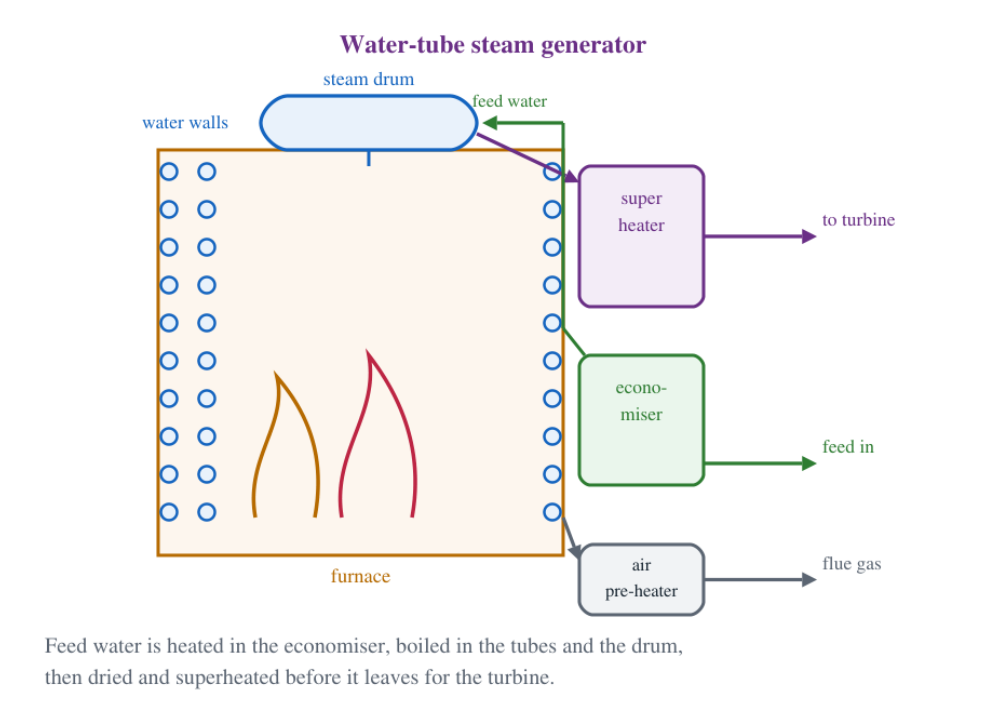 Water-tube steam generator
steam drum
feed water
water walls
super
heater
to turbine
econo-
miser
feed in
air
pre-heater
flue gas
furnace
Feed water is heated in the economiser, boiled in the tubes and the drum,
then dried and superheated before it leaves for the turbine.